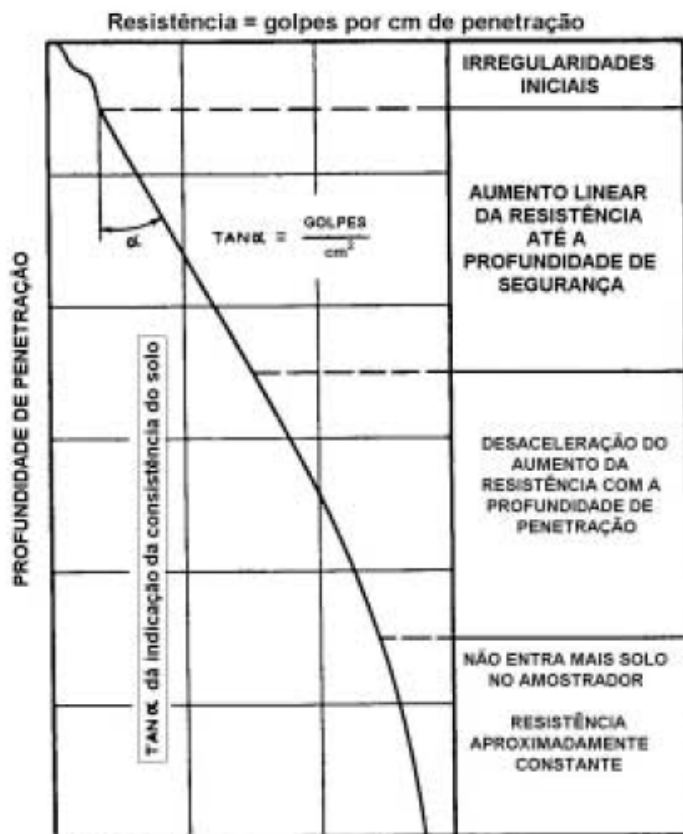 Resistência = golpes por cm de penetração
IRREGULARIDADES
INICIAIS
AUMENTO LINEAR
DA RESISTÊNCIA
ATÉ A
PROFUNDIDADE DE
SEGURANÇA
α
TAN α = GOLPES
cm²
PROFUNDIDADE DE PENETRAÇÃO
TAN α dá indicação da consistência do solo
DESACELERAÇÃO DO
AUMENTO DA
RESISTÊNCIA COM A
PROFUNDIDADE DE
PENETRAÇÃO
NÃO ENTRA MAIS SOLO
NO AMOSTRADOR
RESISTÊNCIA
APROXIMADAMENTE
CONSTANTE